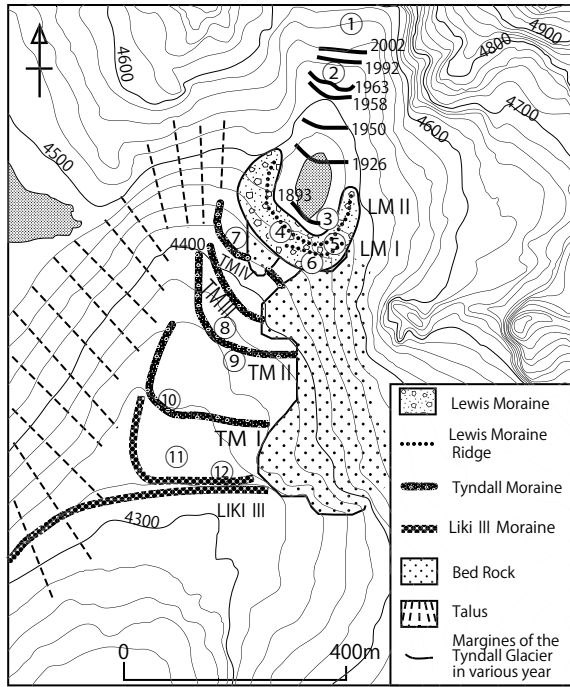 ①
2002
1992
②
1963
1958
1950
1926
1893
③
④
⑤
⑥
LM II
LM I
⑦
TM IV
TM III
⑧
⑨
TM II
⑩
TM I
⑪
⑫
LIKI III
4600
4500
4400
4300
4900
4800
4700
4600
Lewis Moraine
Lewis Moraine
Ridge
Tyndall Moraine
Liki III Moraine
Bed Rock
Talus
Margines of the
Tyndall Glacier
in various year
0
400m